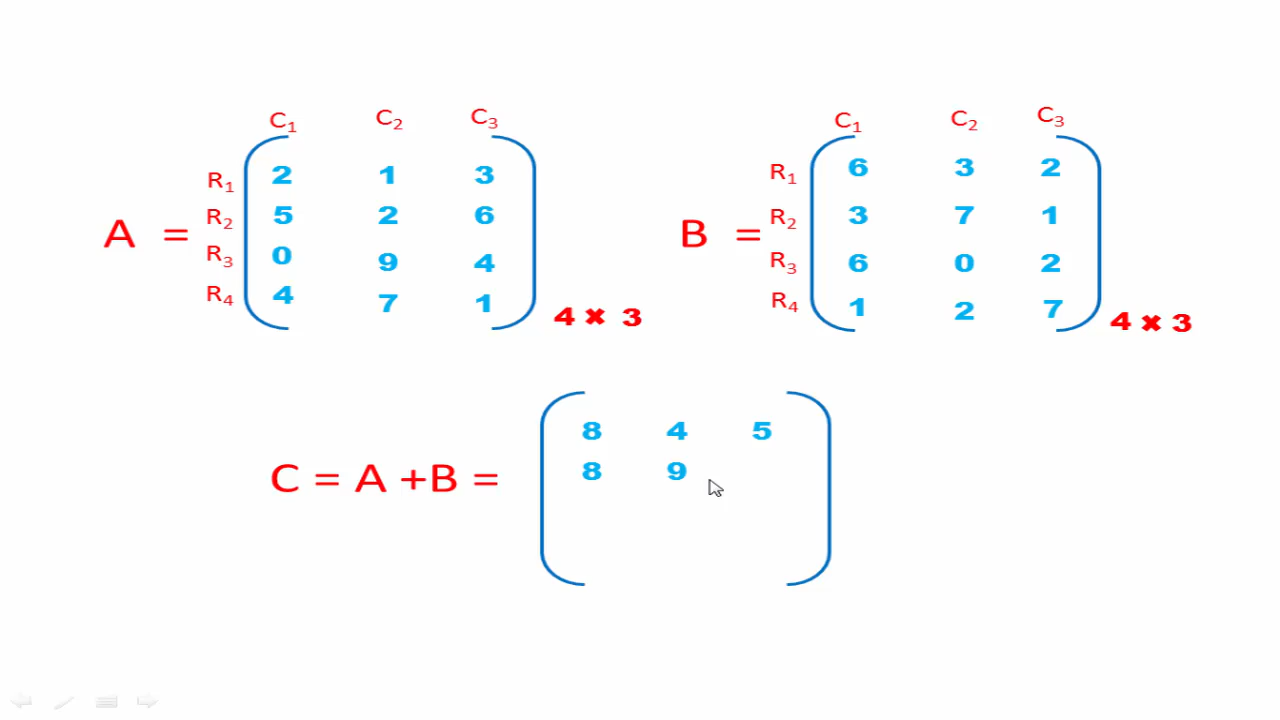 C₁ C₂ C₃
R₁ 2 1 3
R₂ 5 2 6
A = R₃ 0 9 4
R₄ 4 7 1
4 × 3
C₁ C₂ C₃
R₁ 6 3 2
R₂ 3 7 1
B = R₃ 6 0 2
R₄ 1 2 7
4 × 3
C = A +B =
8 4 5
8 9